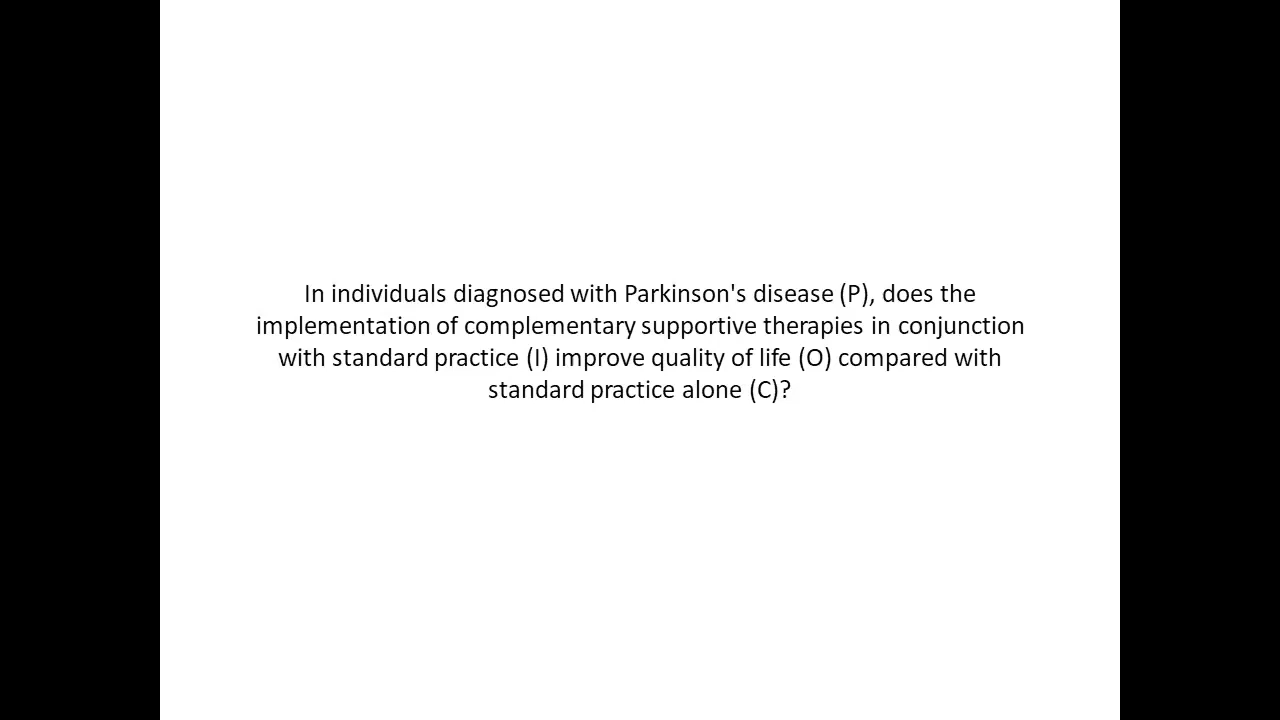 In individuals diagnosed with Parkinson's disease (P), does the
implementation of complementary supportive therapies in conjunction
with standard practice (I) improve quality of life (O) compared with
standard practice alone (C)?